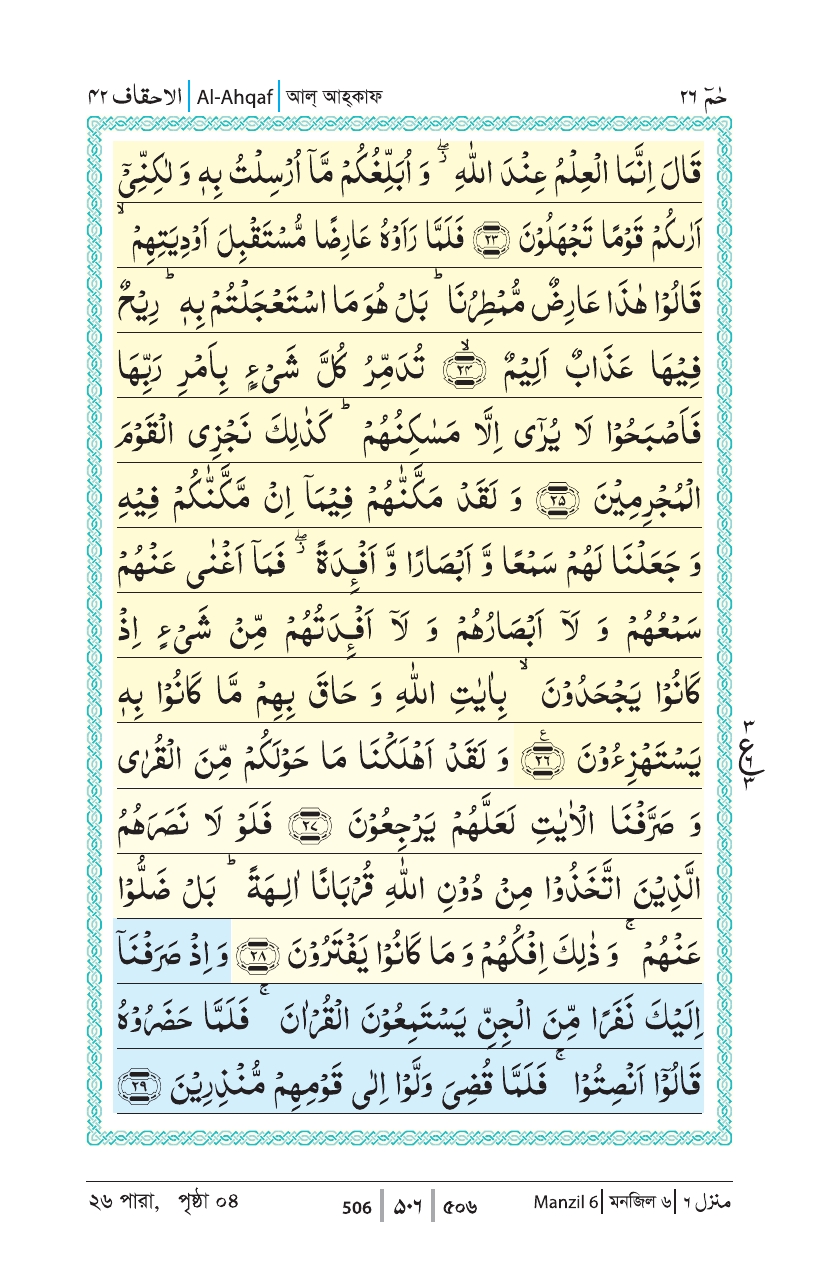 الاحقاف ۴۲ | Al-Ahqaf | আল্ আহ্কাফ
حٰمٓ ۲۶
قَالَ اِنَّمَا الْعِلْمُ عِنْدَ اللّٰهِ ۖؗ وَ اُبَلِّغُكُمْ مَّاۤ اُرْسِلْتُ بِهٖ وَ لٰكِنِّیْۤ
اَرٰىكُمْ قَوْمًا تَجْهَلُوْنَ ﴿۲۳﴾ فَلَمَّا رَاَوْهُ عَارِضًا مُّسْتَقْبِلَ اَوْدِیَتِهِمْ ۙ
قَالُوْا هٰذَا عَارِضٌ مُّمْطِرُنَا ؕ بَلْ هُوَ مَا اسْتَعْجَلْتُمْ بِهٖ ؕ رِیْحٌ
فِیْهَا عَذَابٌ اَلِیْمٌ ﴿ۙ۲۴﴾ تُدَمِّرُ كُلَّ شَیْءٍۭ بِاَمْرِ رَبِّهَا
فَاَصْبَحُوْا لَا یُرٰۤی اِلَّا مَسٰكِنُهُمْ ؕ كَذٰلِكَ نَجْزِی الْقَوْمَ
الْمُجْرِمِیْنَ ﴿۲۵﴾ وَ لَقَدْ مَكَّنّٰهُمْ فِیْمَاۤ اِنْ مَّكَّنّٰكُمْ فِیْهِ
وَ جَعَلْنَا لَهُمْ سَمْعًا وَّ اَبْصَارًا وَّ اَفْـِٕدَةً ۖؗ فَمَاۤ اَغْنٰی عَنْهُمْ
سَمْعُهُمْ وَ لَاۤ اَبْصَارُهُمْ وَ لَاۤ اَفْـِٕدَتُهُمْ مِّنْ شَیْءٍ اِذْ
كَانُوْا یَجْحَدُوْنَ ۙ بِاٰیٰتِ اللّٰهِ وَ حَاقَ بِهِمْ مَّا كَانُوْا بِهٖ
یَسْتَهْزِءُوْنَ ﴿۲۶﴾ ع وَ لَقَدْ اَهْلَكْنَا مَا حَوْلَكُمْ مِّنَ الْقُرٰی
۳ ع ۶ ۳
وَ صَرَّفْنَا الْاٰیٰتِ لَعَلَّهُمْ یَرْجِعُوْنَ ﴿۲۷﴾ فَلَوْ لَا نَصَرَهُمُ
الَّذِیْنَ اتَّخَذُوْا مِنْ دُوْنِ اللّٰهِ قُرْبَانًا اٰلِهَةً ؕ بَلْ ضَلُّوْا
عَنْهُمْ ۚ وَ ذٰلِكَ اِفْكُهُمْ وَ مَا كَانُوْا یَفْتَرُوْنَ ﴿۲۸﴾ وَ اِذْ صَرَفْنَاۤ
اِلَیْكَ نَفَرًا مِّنَ الْجِنِّ یَسْتَمِعُوْنَ الْقُرْاٰنَ ۚ فَلَمَّا حَضَرُوْهُ
قَالُوْۤا اَنْصِتُوْا ۚ فَلَمَّا قُضِیَ وَلَّوْا اِلٰی قَوْمِهِمْ مُّنْذِرِیْنَ ﴿۲۹﴾
২৬ পারা, পৃষ্ঠা ০৪
506 | ۵۰۶ | ৫০৬
Manzil 6 | মনজিল ৬ | منزل ۶